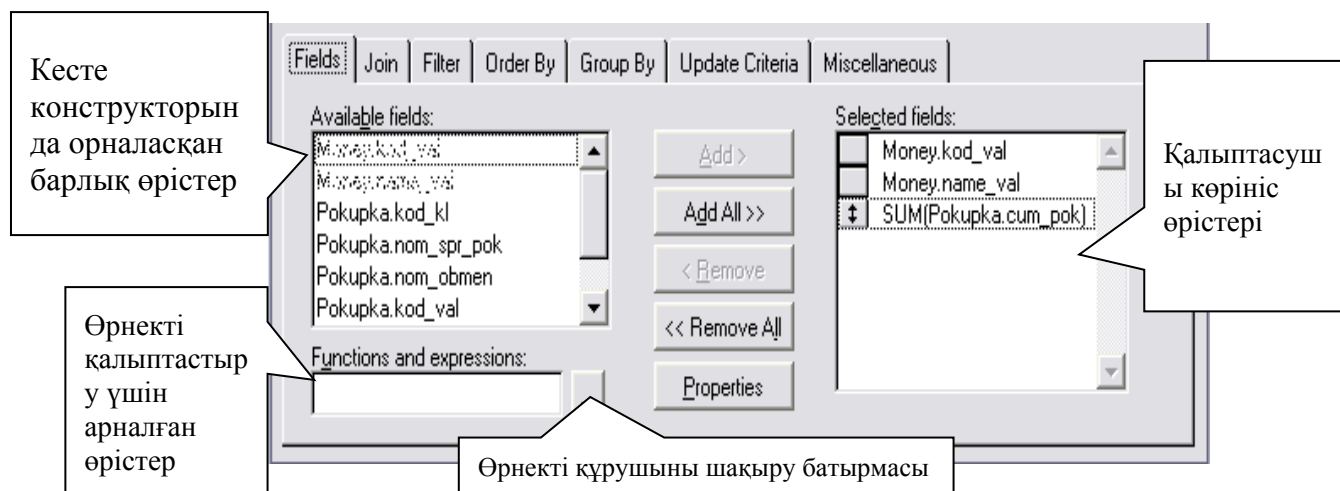 Кесте
конструкторын
да орналасқан
барлық өрістер
Fields Join Filter Order By Group By Update Criteria Miscellaneous
Available fields:
Money.kod_val
Money.name_val
Pokupka.kod_kl
Pokupka.nom_spr_pok
Pokupka.nom_obmen
Pokupka.kod_val
Functions and expressions:
Add >
Add All >>
< Remove
<< Remove All
Properties
Selected fields:
Money.kod_val
Money.name_val
SUM(Pokupka.cum_pok)
Қалыптасуш
ы көрініс
өрістері
Өрнекті
қалыптастыр
у үшін
арналған
өрістер
Өрнекті құрушыны шақыру батырмасы